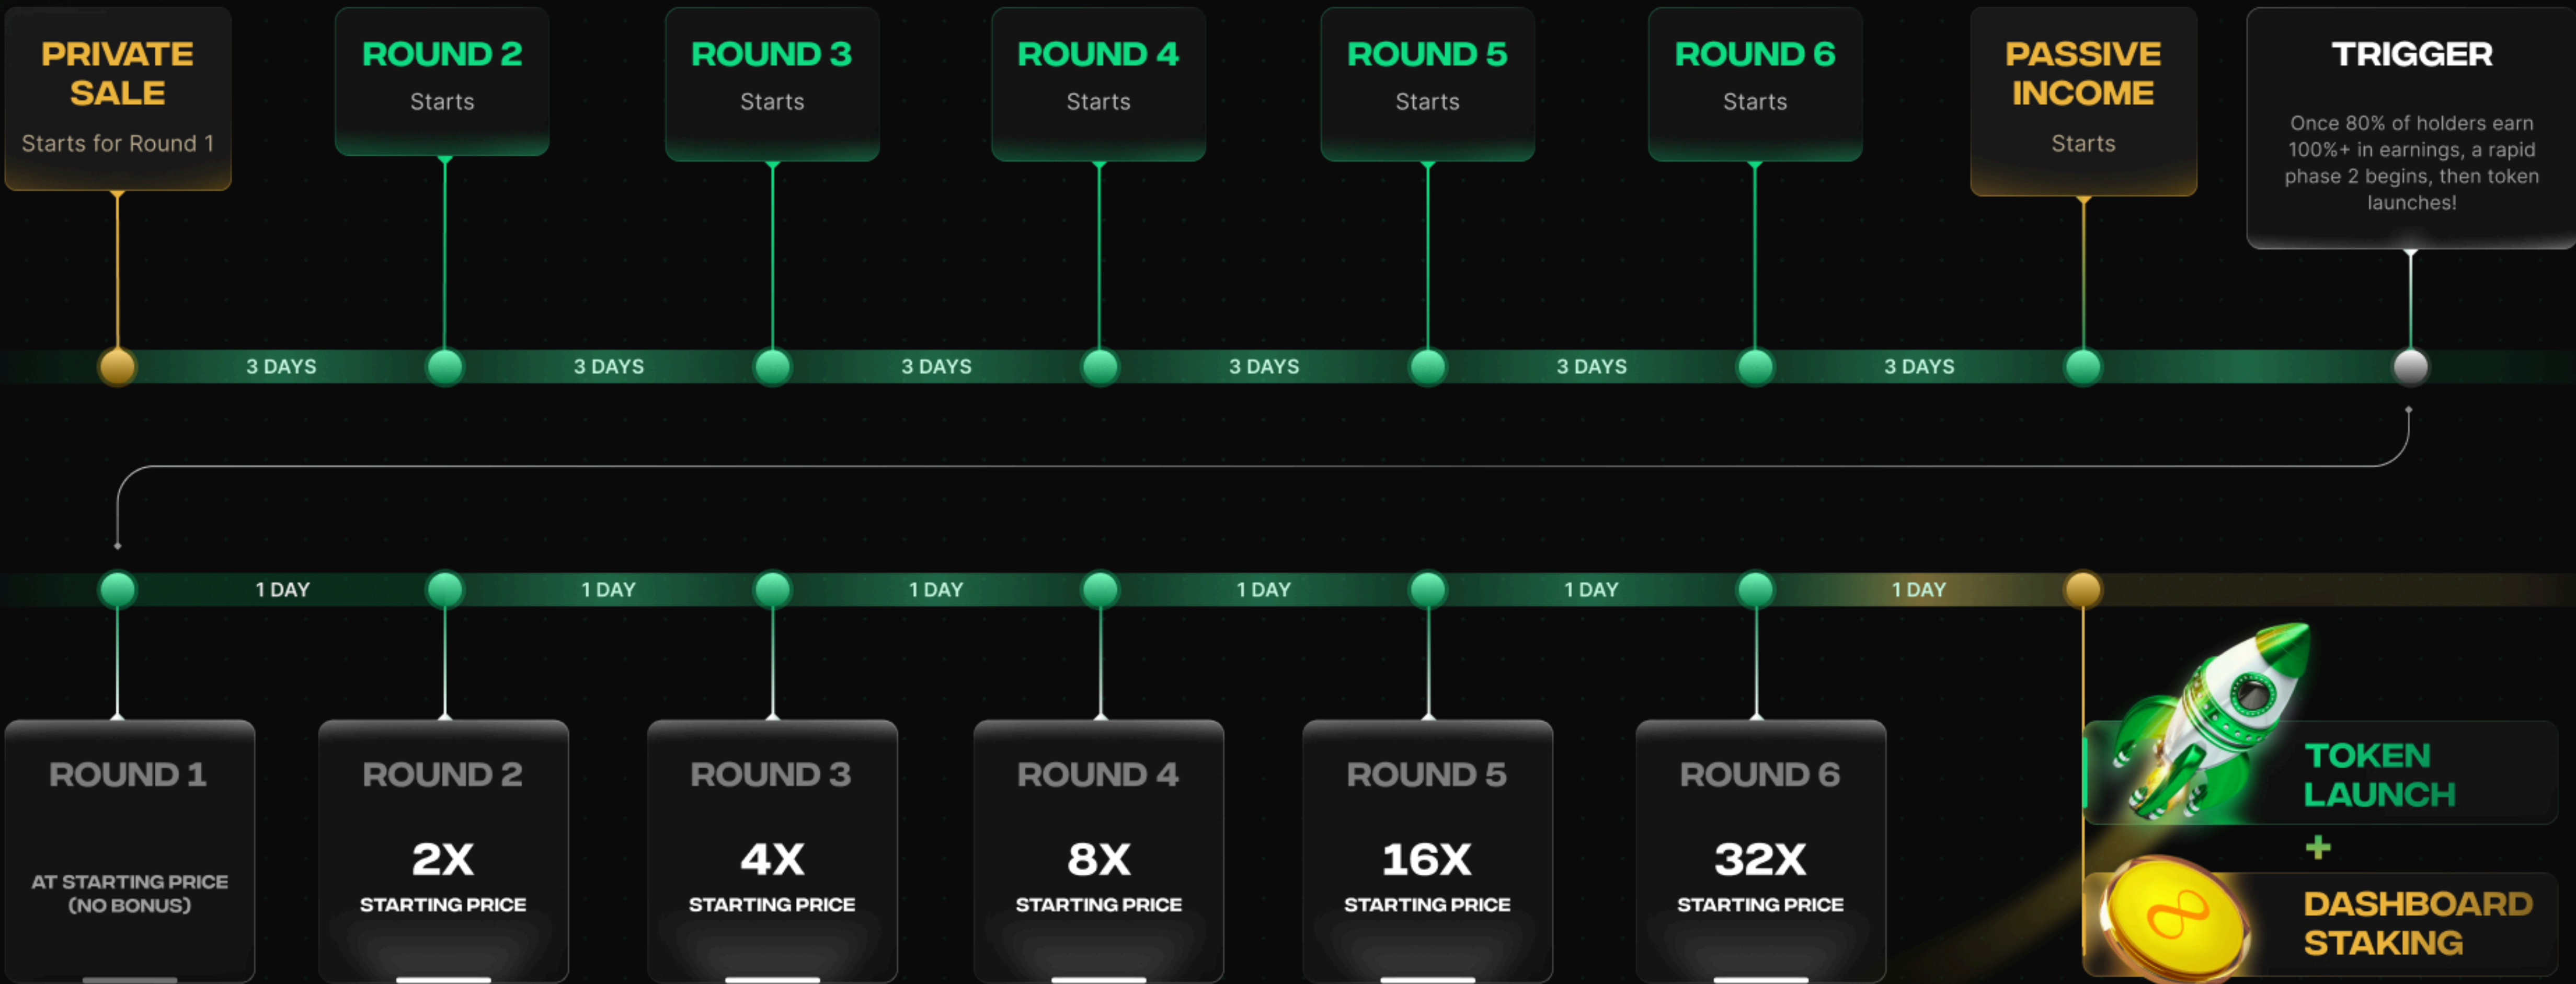 PRIVATE
SALE
Starts for Round 1
ROUND 2
Starts
ROUND 3
Starts
ROUND 4
Starts
ROUND 5
Starts
ROUND 6
Starts
PASSIVE
INCOME
Starts
TRIGGER
Once 80% of holders earn
100%+ in earnings, a rapid
phase 2 begins, then token
launches!
3 DAYS
3 DAYS
3 DAYS
3 DAYS
3 DAYS
3 DAYS
1 DAY
1 DAY
1 DAY
1 DAY
1 DAY
1 DAY
ROUND 1
AT STARTING PRICE
(NO BONUS)
ROUND 2
2X
STARTING PRICE
ROUND 3
4X
STARTING PRICE
ROUND 4
8X
STARTING PRICE
ROUND 5
16X
STARTING PRICE
ROUND 6
32X
STARTING PRICE
TOKEN
LAUNCH
+
DASHBOARD
STAKING